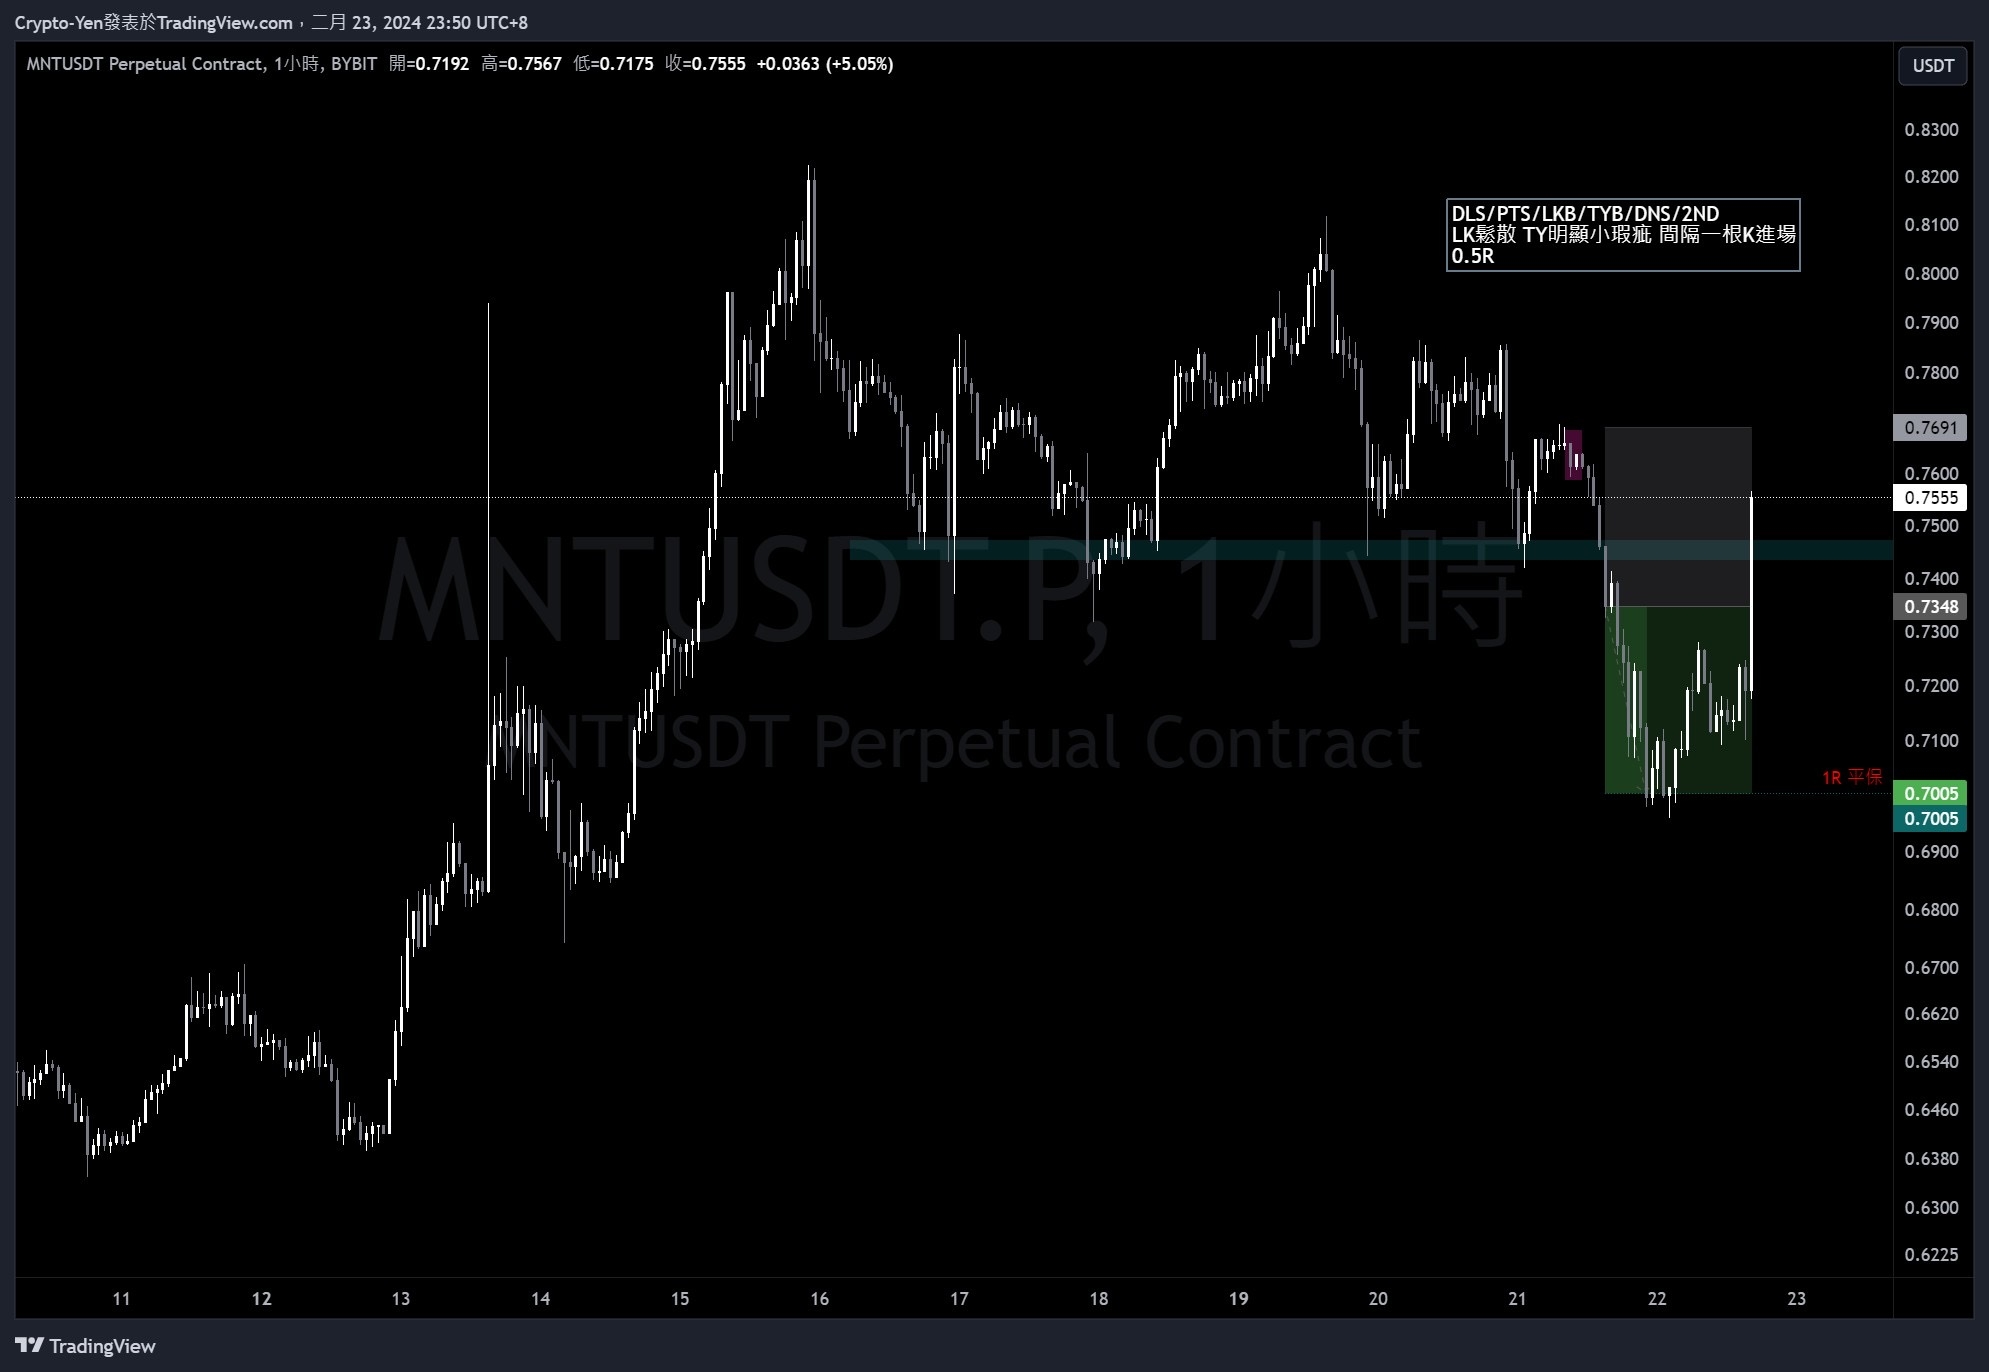 Crypto-Yen發表於TradingView.com，二月 23, 2024 23:50 UTC+8
MNTUSDT Perpetual Contract, 1小時, BYBIT 開=0.7192 高=0.7567 低=0.7175 收=0.7555 +0.0363 (+5.05%)
USDT
0.8300
0.8200
DLS/PTS/LKB/TYB/DNS/2ND
LK鬆散 TY明顯小瑕疵 間隔一根K進場
0.5R
0.8100
0.8000
0.7900
0.7800
0.7691
0.7600
0.7555
0.7500
MNTUSDT.P, 1小時
0.7400
0.7348
0.7300
0.7200
MNTUSDT Perpetual Contract
0.7100
1R 平保
0.7005
0.7005
0.6900
0.6800
0.6700
0.6620
0.6540
0.6460
0.6380
0.6300
0.6225
11 12 13 14 15 16 17 18 19 20 21 22 23
TradingView